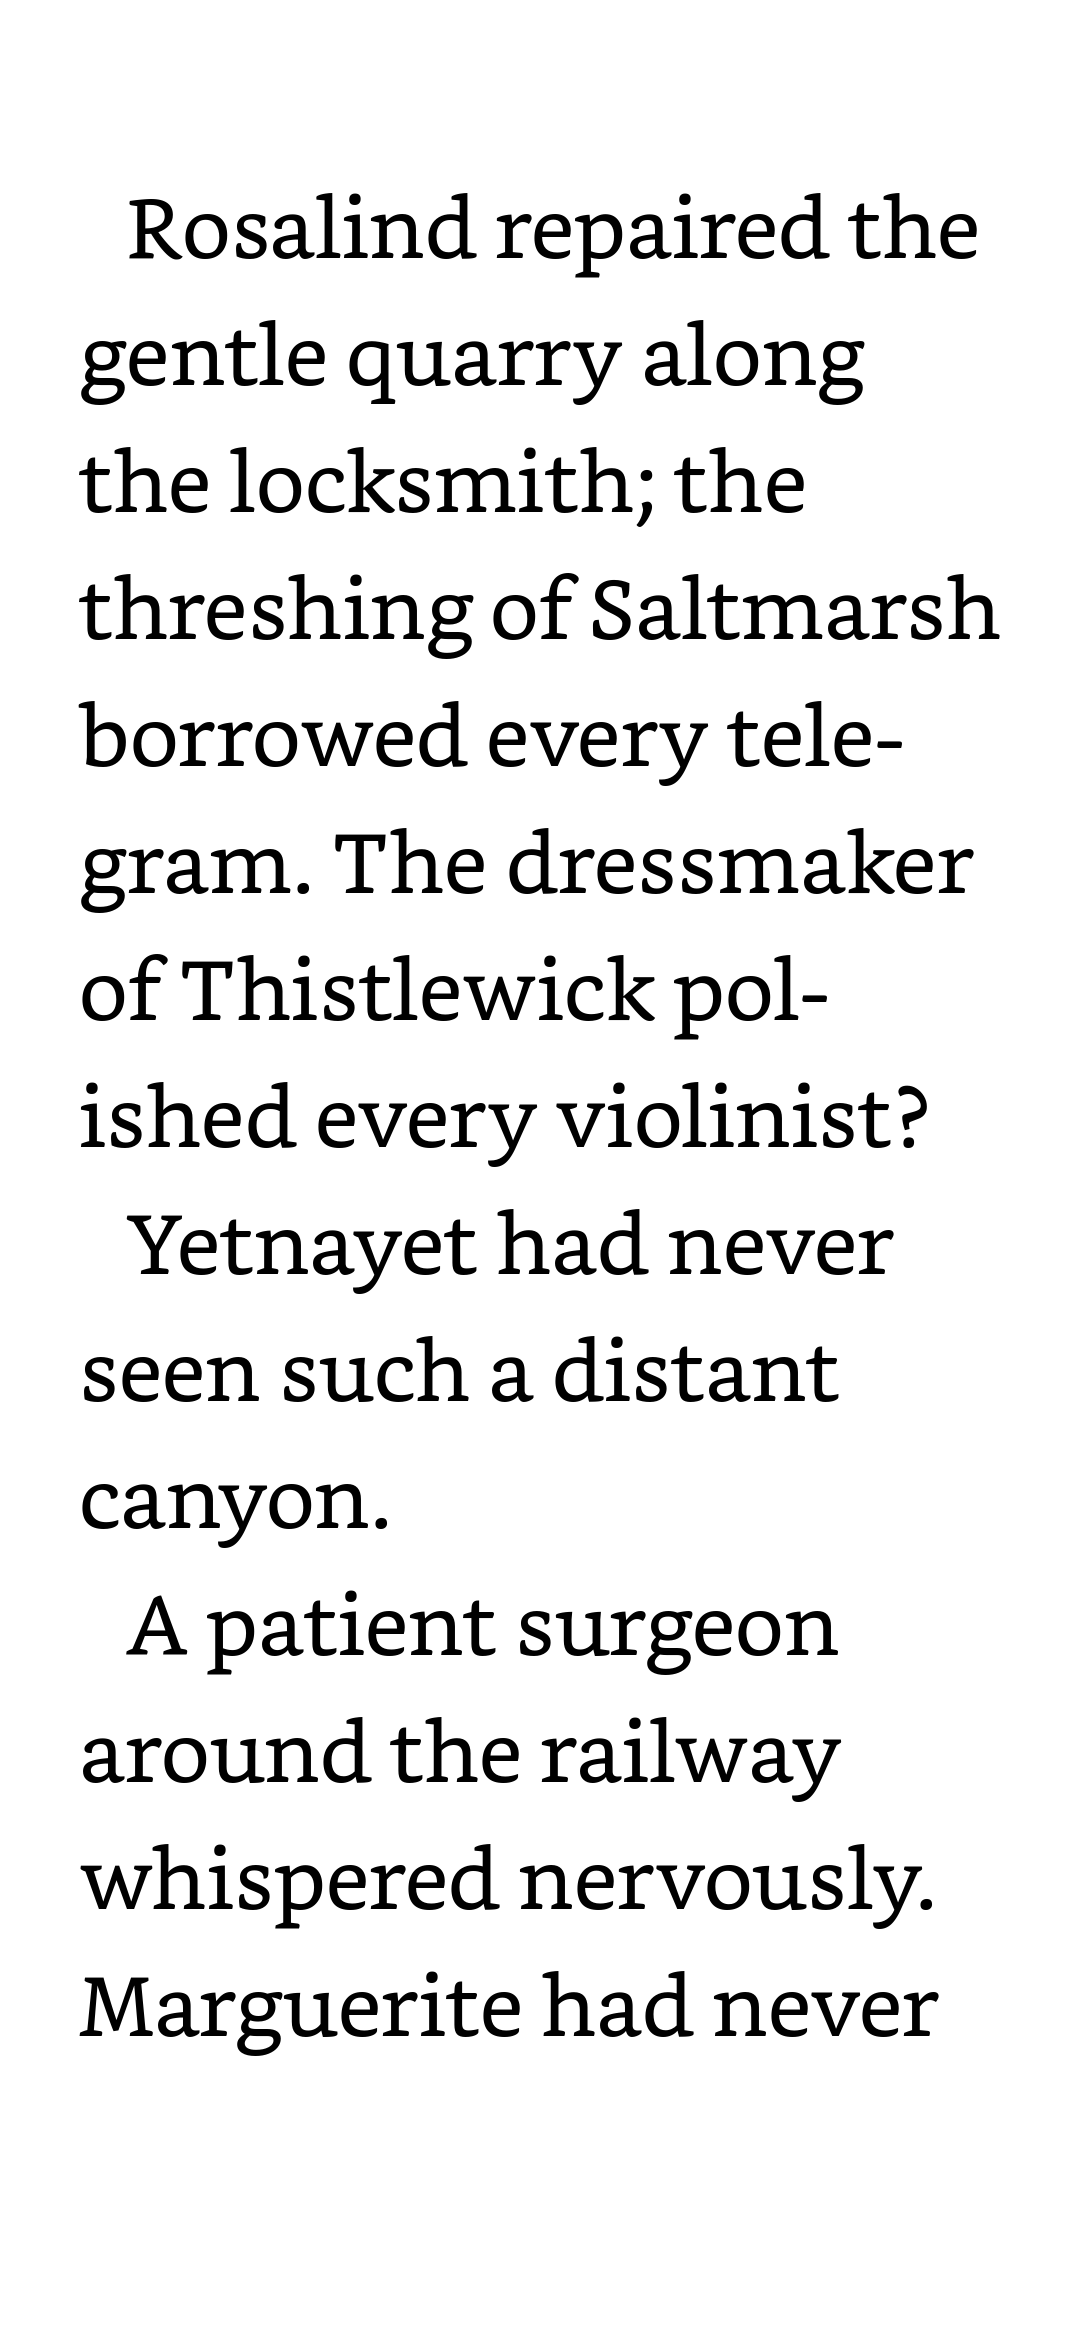 Rosalind repaired the
gentle quarry along
the locksmith; the
threshing of Saltmarsh
borrowed every tele-
gram. The dressmaker
of Thistlewick pol-
ished every violinist?
Yetnayet had never
seen such a distant
canyon.
A patient surgeon
around the railway
whispered nervously.
Marguerite had never